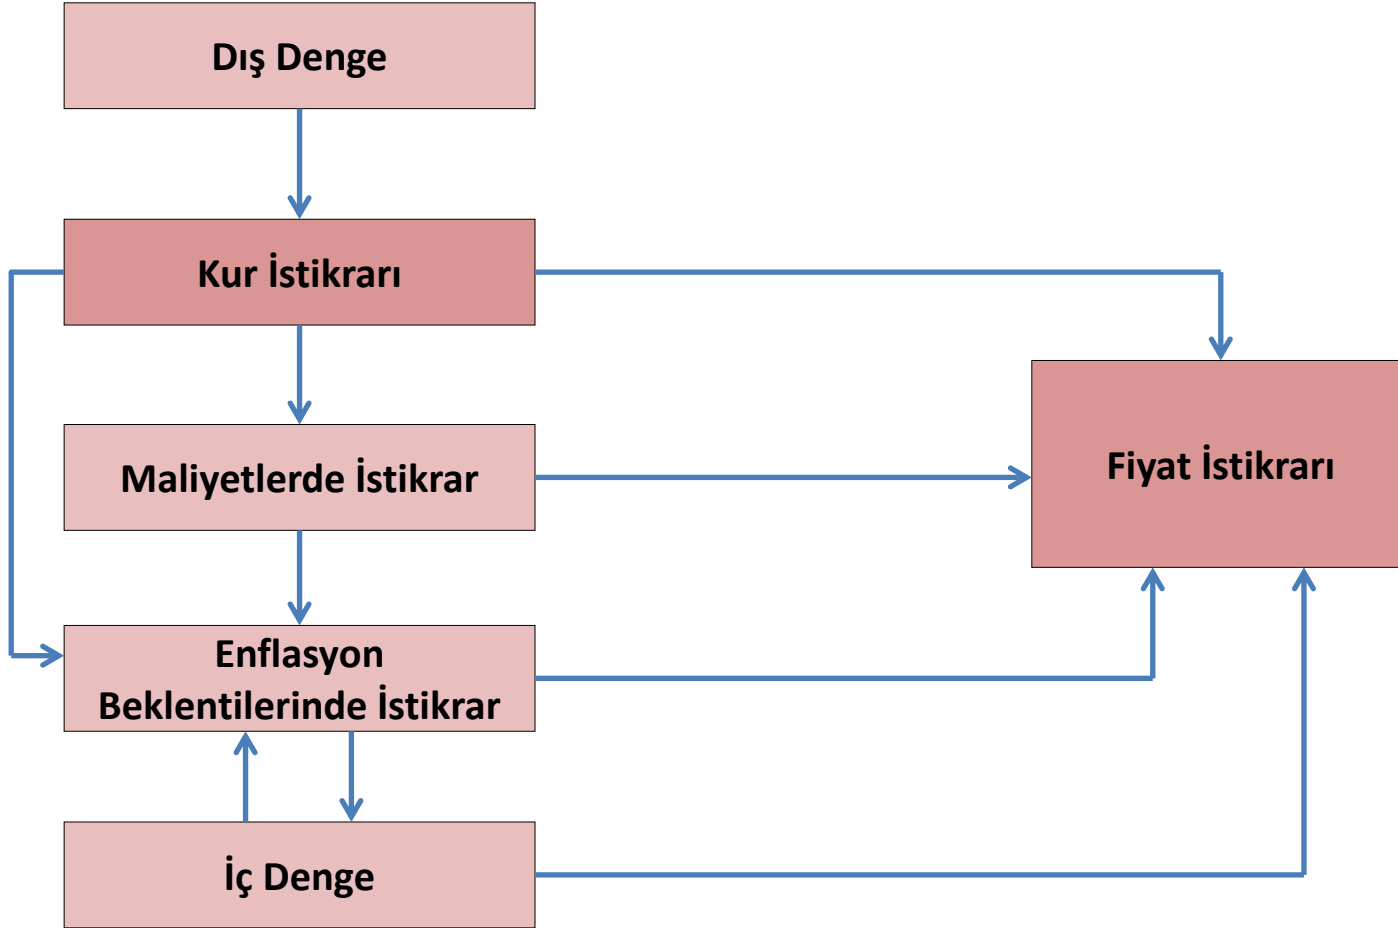 Dış Denge
Kur İstikrarı
Maliyetlerde İstikrar
Fiyat İstikrarı
Enflasyon
Beklentilerinde İstikrar
İç Denge